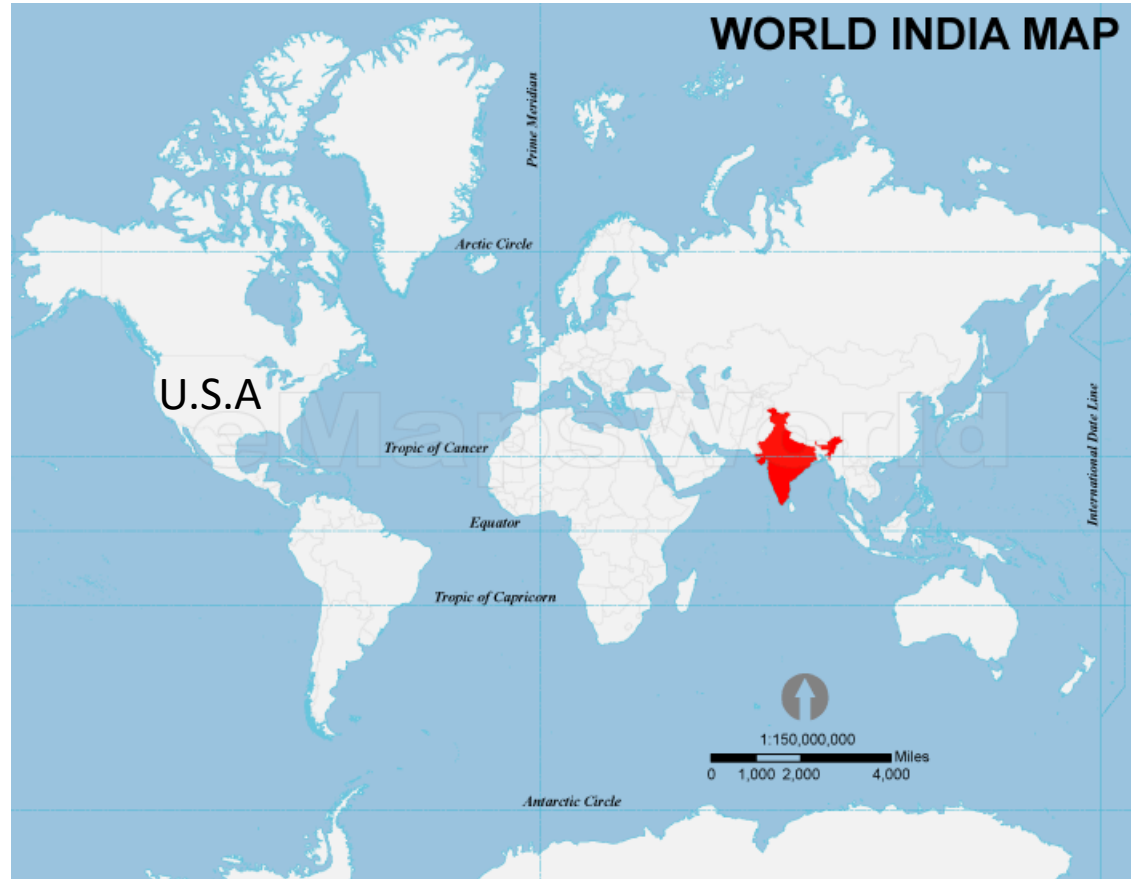 WORLD INDIA MAP
Prime Meridian
Arctic Circle
U.S.A
eMapsWorld
International Date Line
Tropic of Cancer
Equator
Tropic of Capricorn
1:150,000,000
Miles
0 1,000 2,000 4,000
Antarctic Circle